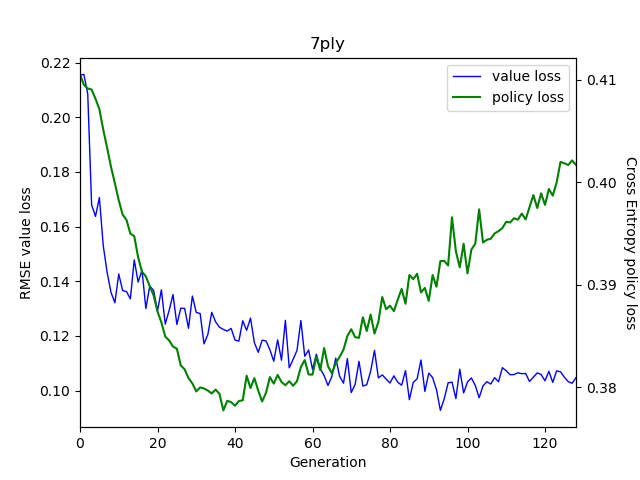 7ply
value loss
policy loss
0.22
0.20
0.18
0.16
0.14
0.12
0.10
RMSE value loss
0.41
0.40
0.39
0.38
Cross Entropy policy loss
0 20 40 60 80 100 120
Generation